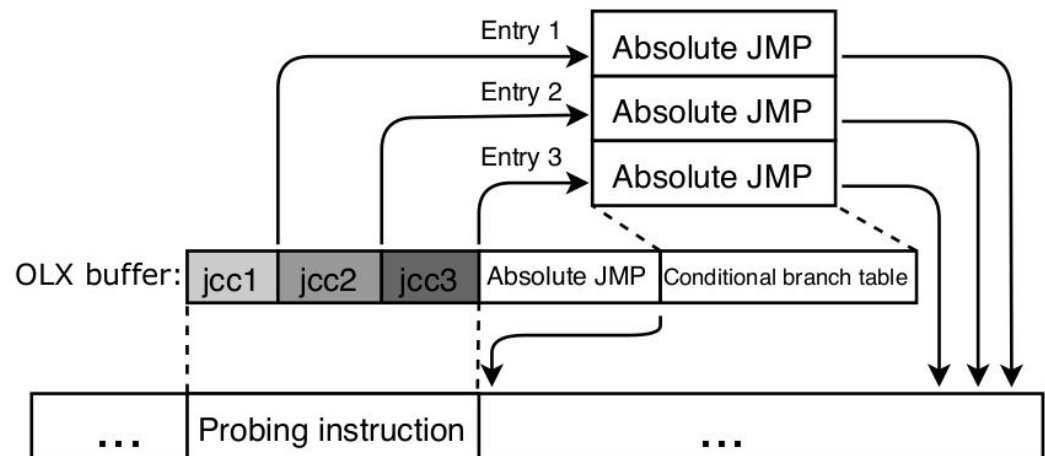 Entry 1
Absolute JMP
Entry 2
Absolute JMP
Entry 3
Absolute JMP
OLX buffer: jcc1 jcc2 jcc3 Absolute JMP Conditional branch table
... Probing instruction ...